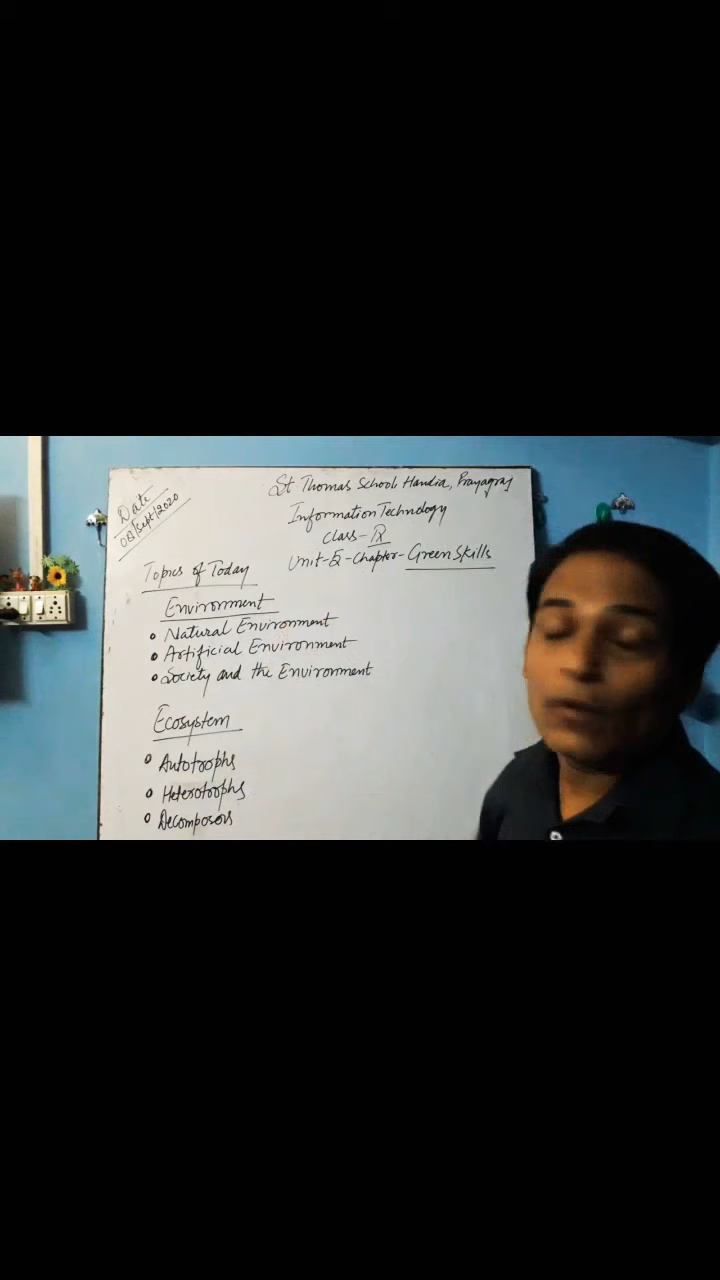 Date
08/Sept/2020
St Thomas School Handia, Prayagraj
Information Technology
Class-IX
Unit-5-Chapter-Green Skills
Topics of Today
Environment
Natural Environment
Artificial Environment
Society and the Environment
Ecosystem
Autotrophs
Heterotrophs
Decomposers